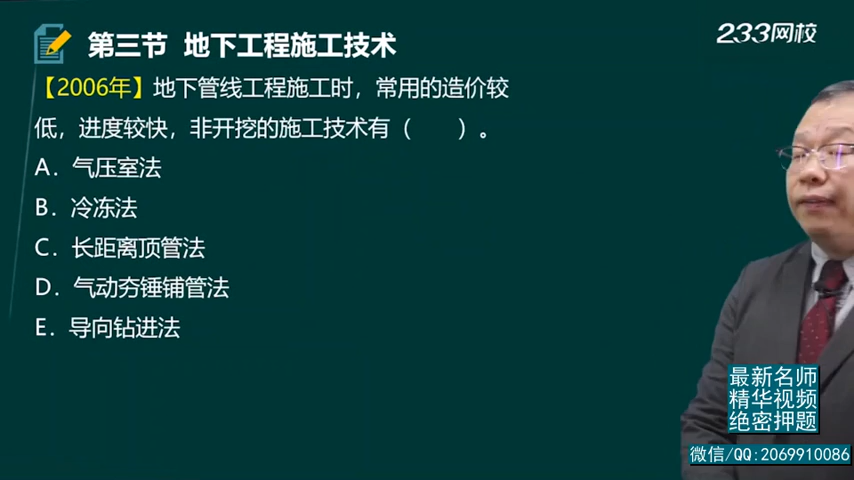 第三节 地下工程施工技术
233网校
【2006年】地下管线工程施工时，常用的造价较
低，进度较快，非开挖的施工技术有（  ）。
A．气压室法
B．冷冻法
C．长距离顶管法
D．气动夯锤铺管法
E．导向钻进法
最新名师
精华视频
绝密押题
微信/QQ:2069910086